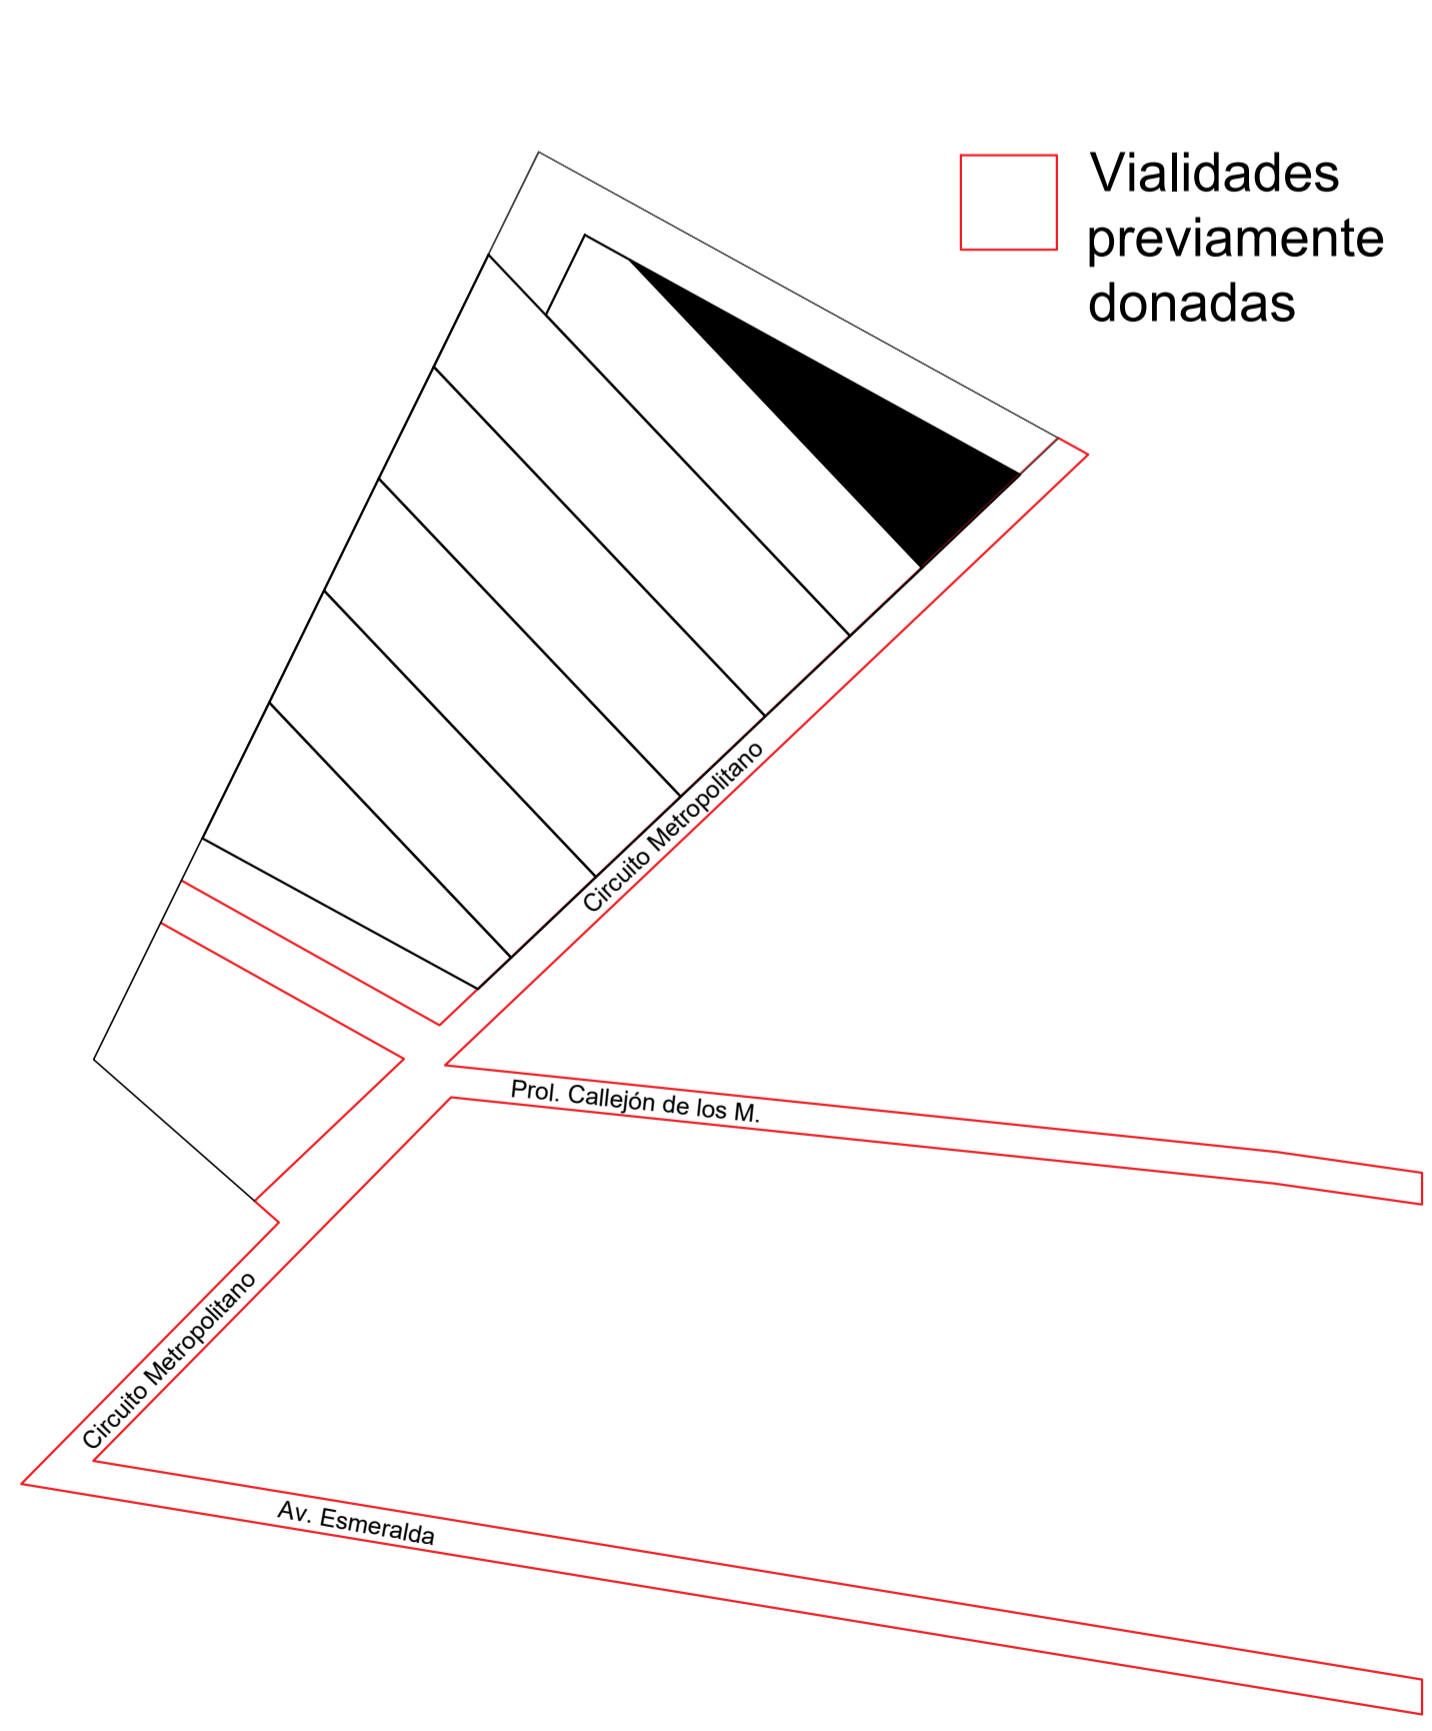 Vialidades
previamente
donadas
Circuito Metropolitano
Prol. Callejón de los M.
Circuito Metropolitano
Av. Esmeralda